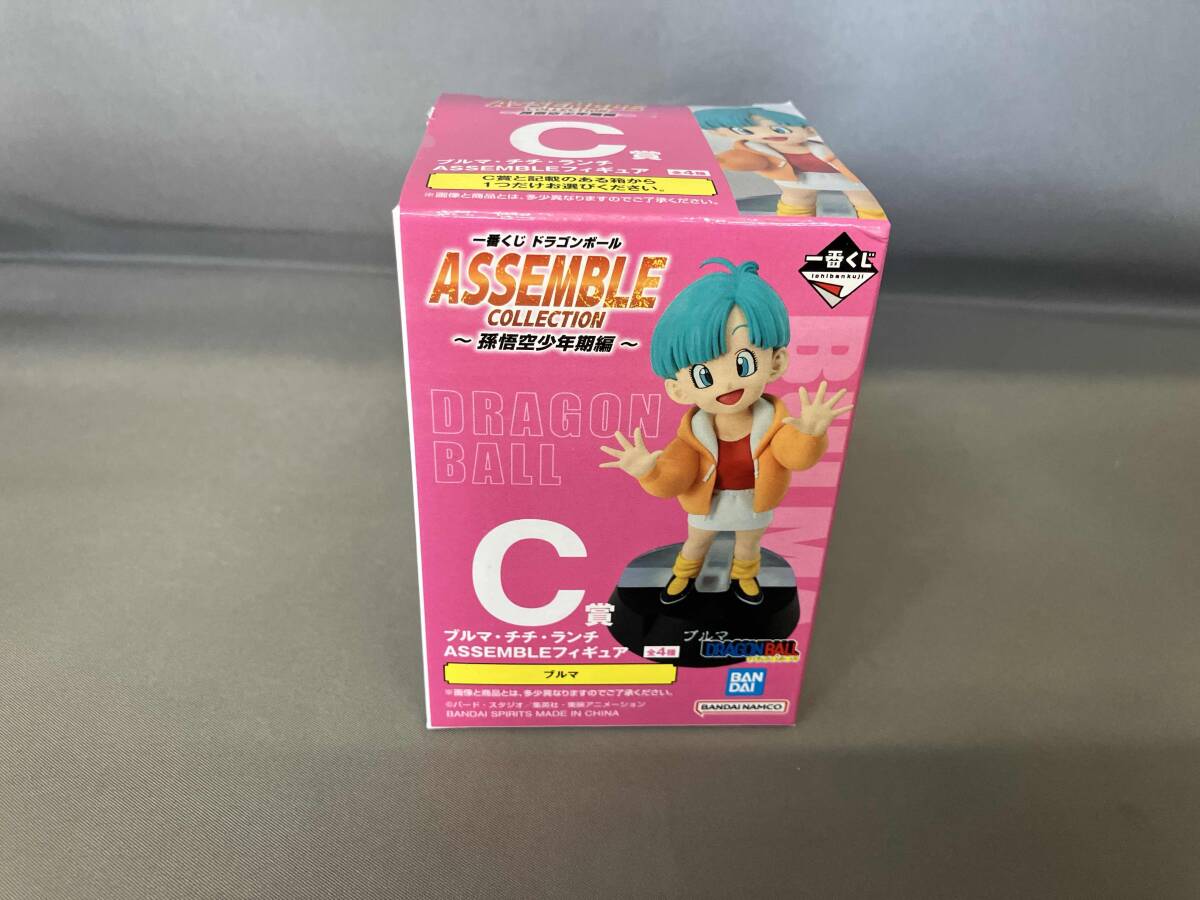 C賞
ブルマ・チチ・ランチ
ASSEMBLEフィギュア 全4種
C賞と記載のある箱から
1つだけお選びください。
※画像と商品とは、多少異なりますのでご了承ください。
一番くじ ドラゴンボール
ASSEMBLE
COLLECTION
～ 孫悟空少年期編 ～
一番くじ
ichibankuji
BULMA
DRAGON
BALL
C賞
ブルマ・チチ・ランチ
ASSEMBLEフィギュア 全4種
ブルマ
ブルマ
DRAGONBALL
※画像と商品とは、多少異なりますのでご了承ください。
©バード・スタジオ／集英社・東映アニメーション
BANDAI SPIRITS MADE IN CHINA
BAN
DAI
BANDAI NAMCO